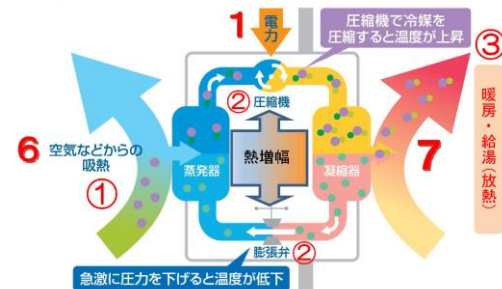 1
電力
圧縮機で冷媒を
圧縮すると温度が上昇
③
暖房・給湯(放熱)
② 圧縮機
6
空気などからの
吸熱
①
蒸発器
熱増幅
凝縮器
7
膨張弁②
急激に圧力を下げると温度が低下